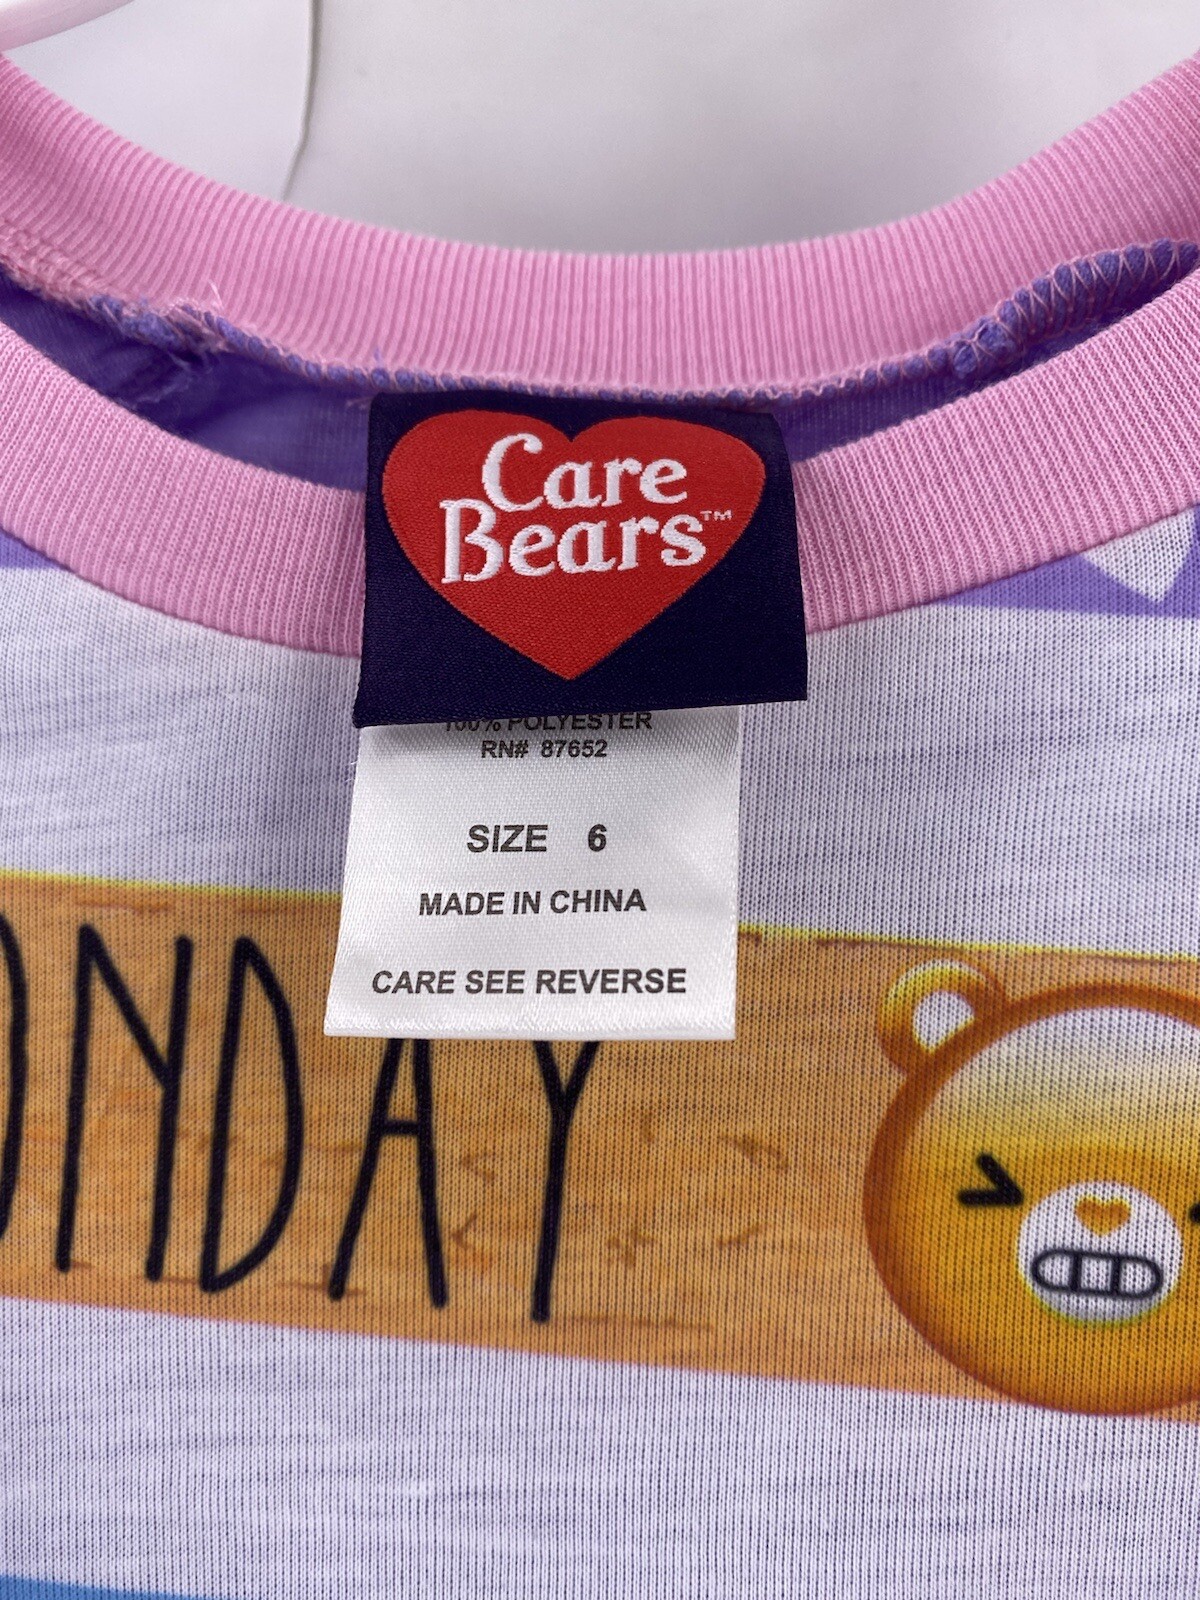 Care
Bears™
100% POLYESTER
RN# 87652
SIZE 6
MADE IN CHINA
CARE SEE REVERSE
ONDAY